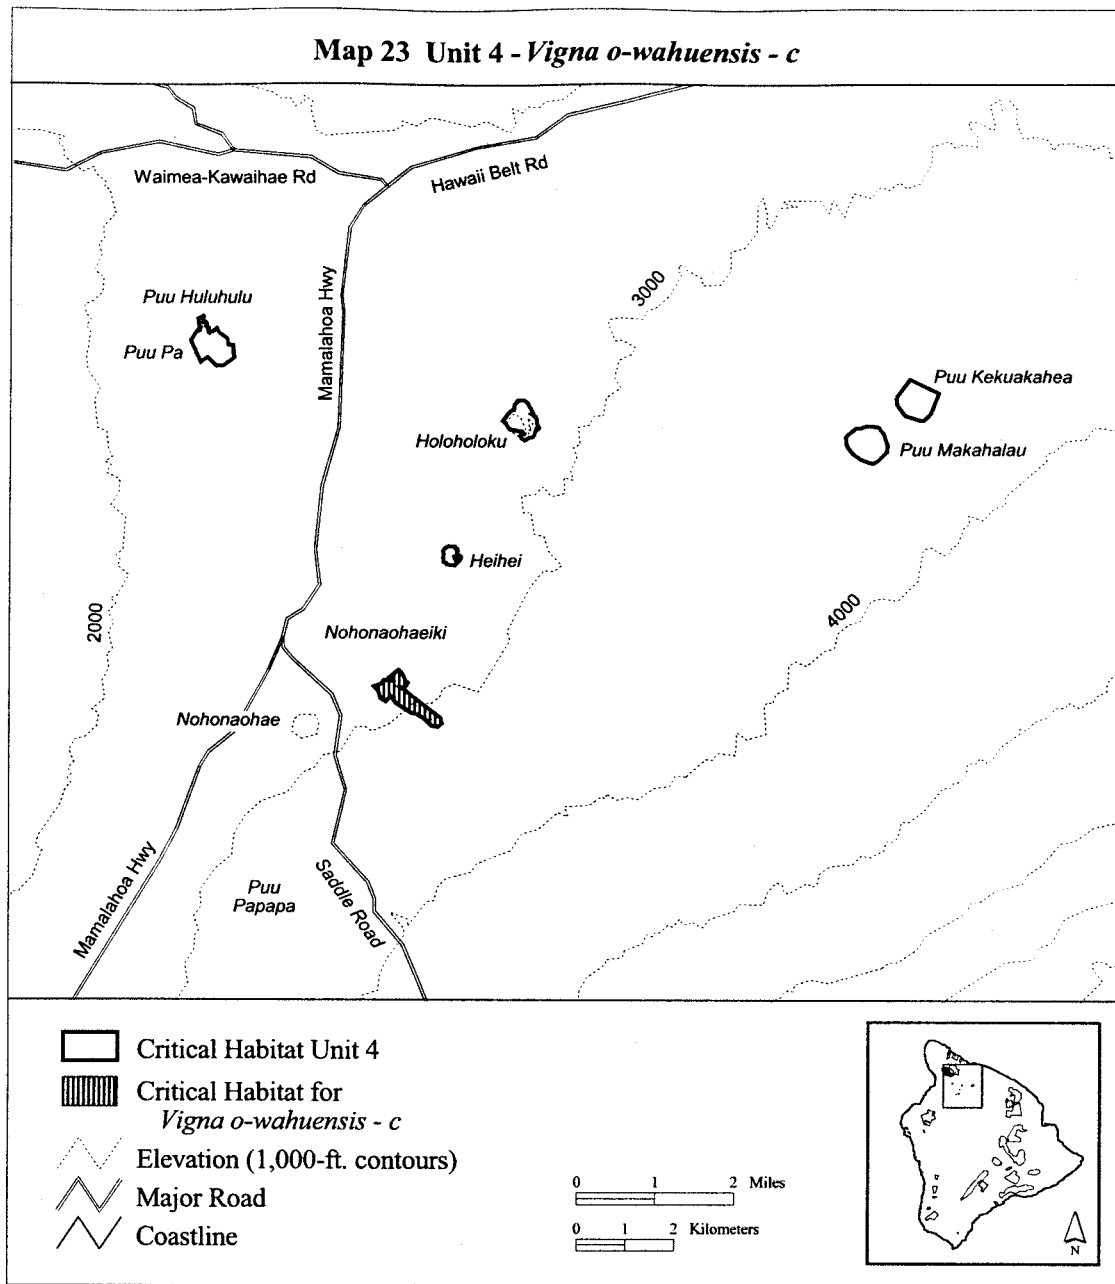 Map 23 Unit 4 - Vigna o-wahuensis - c
Waimea-Kawaihae Rd
Hawaii Belt Rd
Mamalahoa Hwy
3000
Puu Huluhulu
Puu Pa
Puu Kekuakahea
Holoholoku
Puu Makahalau
Heihei
2000
4000
Nohonaohaeiki
Nohonaohae
Mamalahoa Hwy
Saddle Road
Puu
Papapa
Critical Habitat Unit 4
Critical Habitat for
Vigna o-wahuensis - c
Elevation (1,000-ft. contours)
Major Road
Coastline
0 1 2 Miles
0 1 2 Kilometers
N